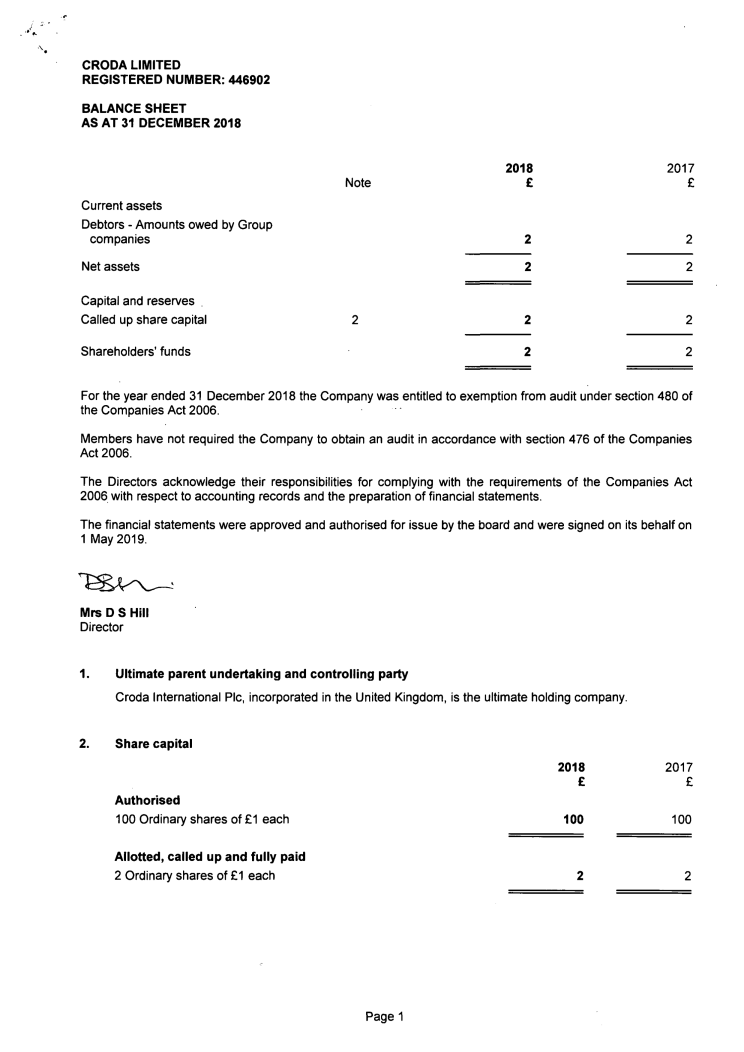 CRODA LIMITED
REGISTERED NUMBER: 446902
BALANCE SHEET
AS AT 31 DECEMBER 2018
2018 2017
Note £ £
Current assets
Debtors - Amounts owed by Group
companies 2 2
Net assets 2 2
Capital and reserves
Called up share capital 2 2 2
Shareholders' funds 2 2
For the year ended 31 December 2018 the Company was entitled to exemption from audit under section 480 of
the Companies Act 2006.
Members have not required the Company to obtain an audit in accordance with section 476 of the Companies
Act 2006.
The Directors acknowledge their responsibilities for complying with the requirements of the Companies Act
2006 with respect to accounting records and the preparation of financial statements.
The financial statements were approved and authorised for issue by the board and were signed on its behalf on
1 May 2019.
Mrs D S Hill
Director
1. Ultimate parent undertaking and controlling party
Croda International Plc, incorporated in the United Kingdom, is the ultimate holding company.
2. Share capital
2018 2017
£ £
Authorised
100 Ordinary shares of £1 each 100 100
Allotted, called up and fully paid
2 Ordinary shares of £1 each 2 2
Page 1